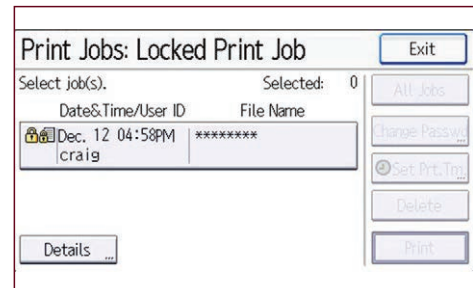 Print Jobs: Locked Print Job Exit
Select job(s). Selected: 0 All Jobs
Date&Time/User ID File Name
Dec. 12 04:58PM ******** Change Passwd
craig
Set Prt.Tm.
Delete
Details Print